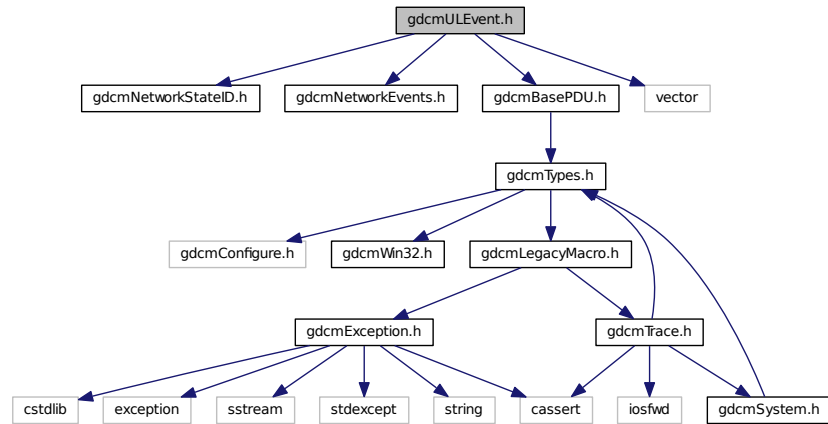 gdcmULEvent.h
gdcmNetworkStateID.h
gdcmNetworkEvents.h
gdcmBasePDU.h
vector
gdcmTypes.h
gdcmConfigure.h
gdcmWin32.h
gdcmLegacyMacro.h
gdcmException.h
gdcmTrace.h
cstdlib
exception
sstream
stdexcept
string
cassert
iosfwd
gdcmSystem.h